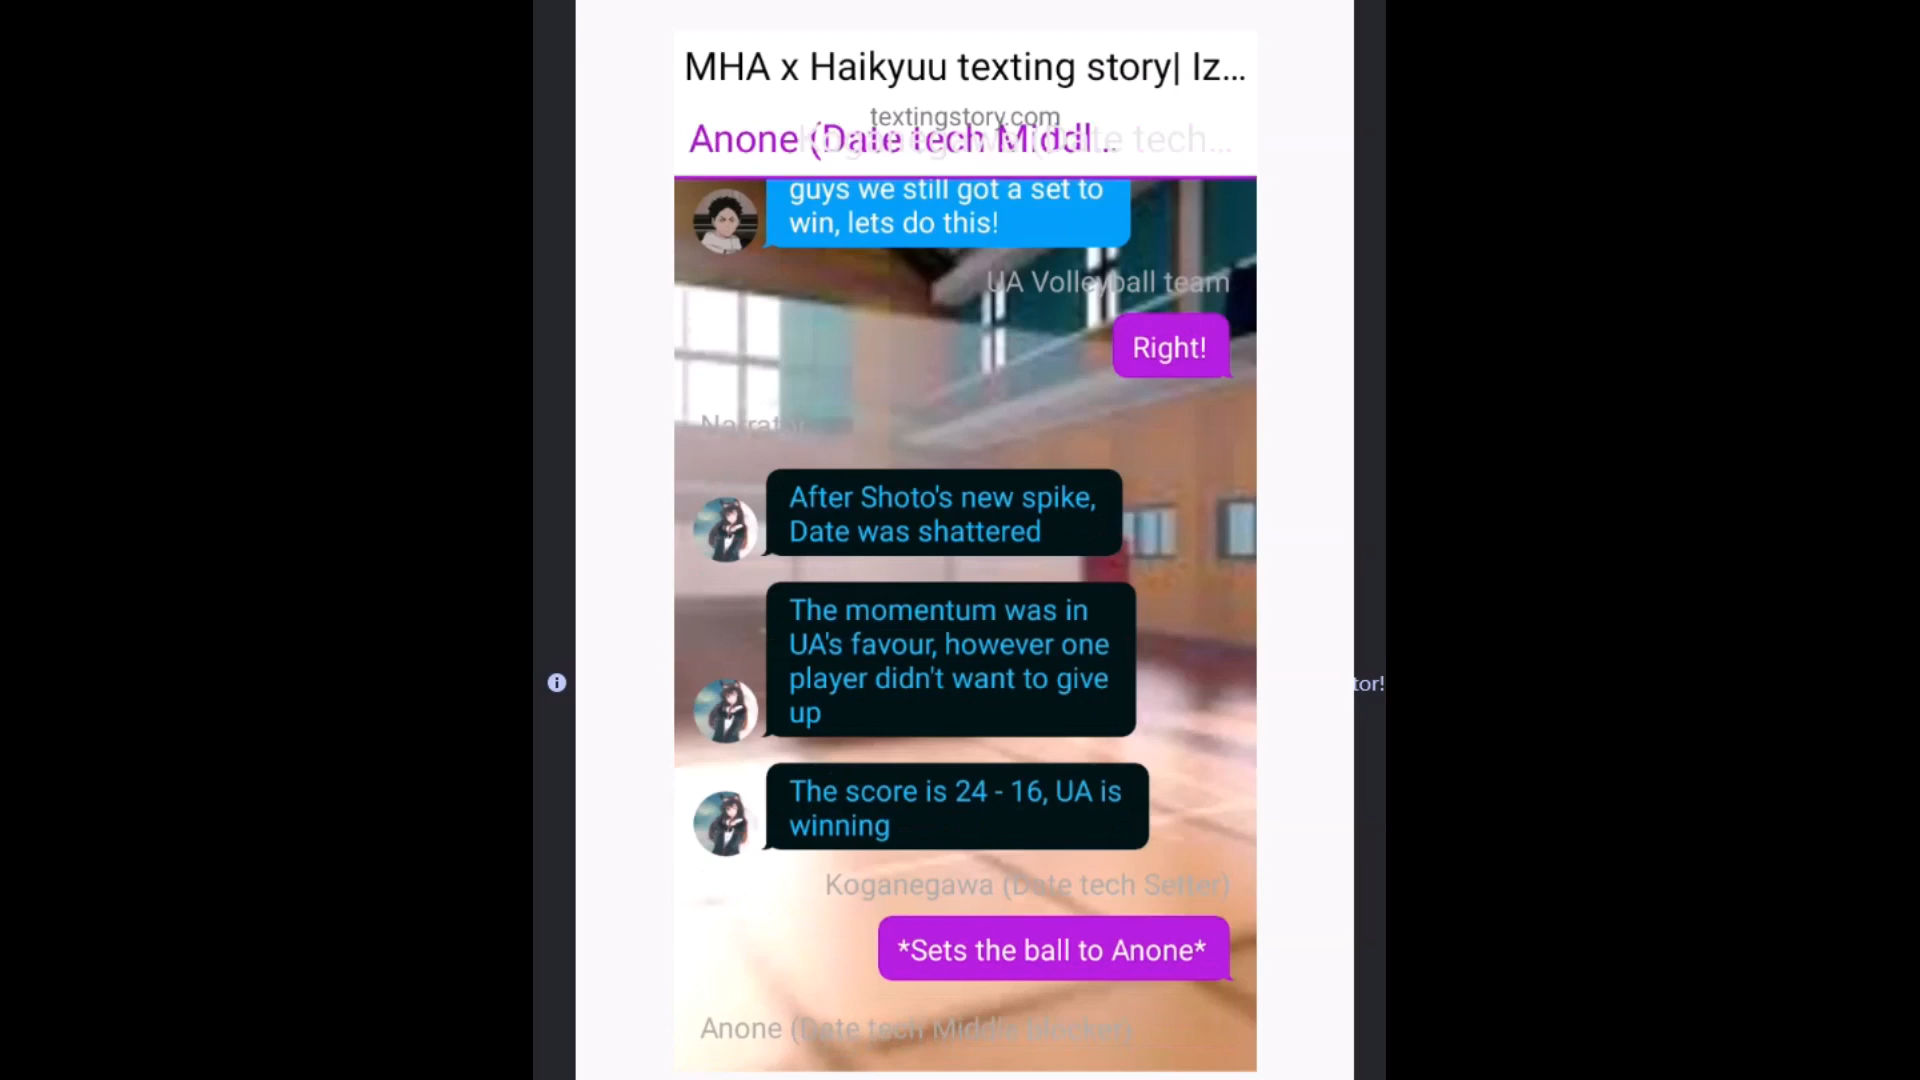 MHA x Haikyuu texting story| Iz...
textingstory.com
Anone (Date tech Middl...
guys we still got a set to
win, lets do this!
UA Volleyball team
Right!
Narrator
After Shoto's new spike,
Date was shattered
The momentum was in
UA's favour, however one
player didn't want to give
up
tor!
The score is 24 - 16, UA is
winning
Koganegawa (Date tech Setter)
*Sets the ball to Anone*
Anone (Date tech Middle blocker)